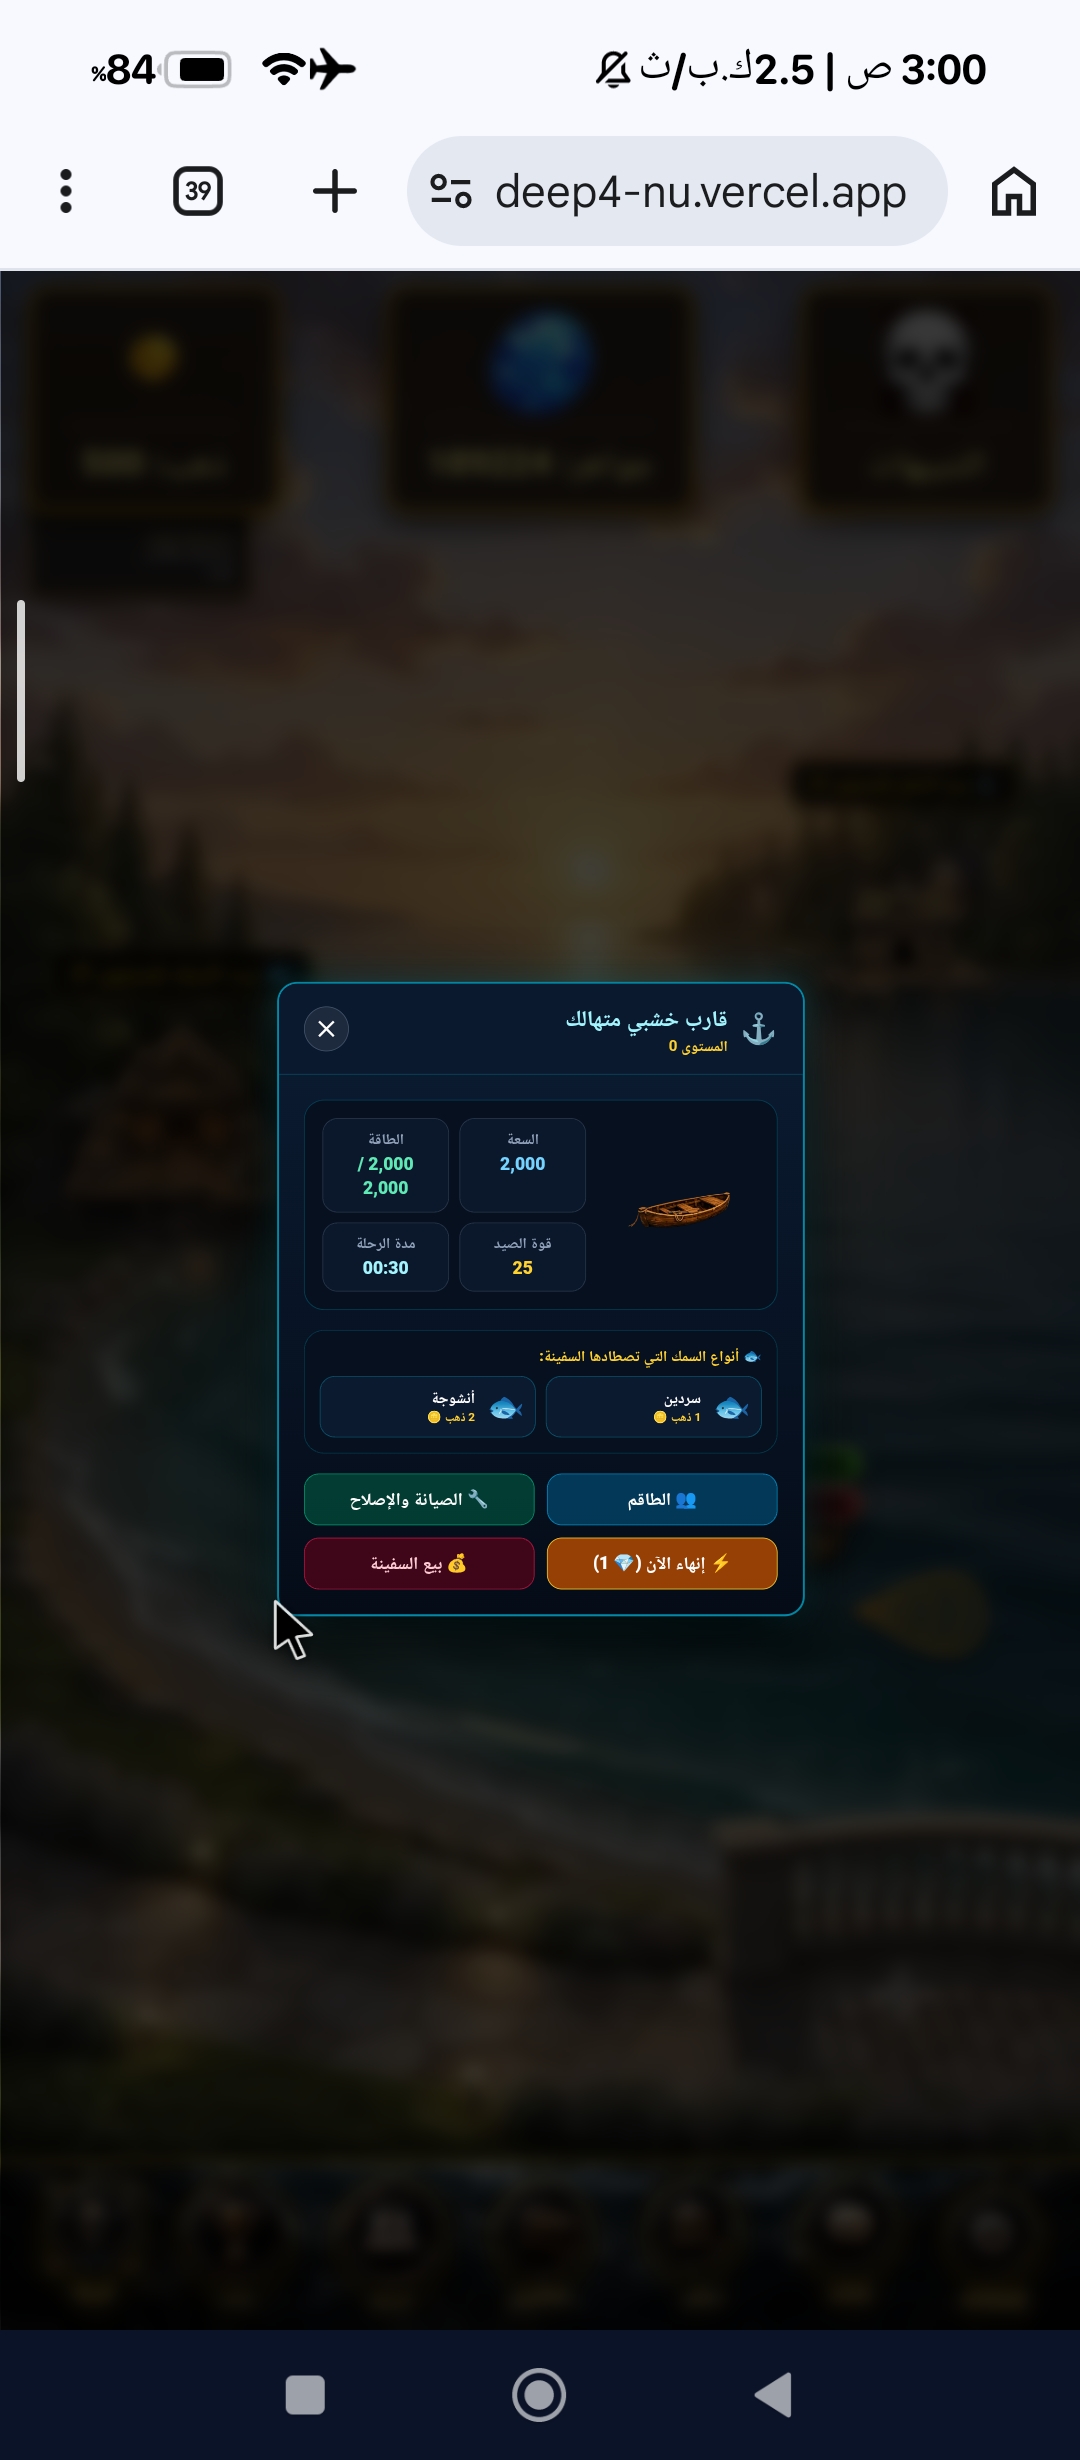 3:00 ص | 2.5ك.ب/ث
84%
39
deep4-nu.vercel.app
قارب خشبي متهالك
المستوى 0
السعة
2,000
الطاقة
2,000 /
2,000
قوة الصيد
25
مدة الرحلة
00:30
🐟 أنواع السمك التي تصطادها السفينة:
سردين
1 ذهب 🪙
أنشوجة
2 ذهب 🪙
👥 الطاقم
🔧 الصيانة والإصلاح
⚡ إنهاء الآن (💎 1)
💰 بيع السفينة